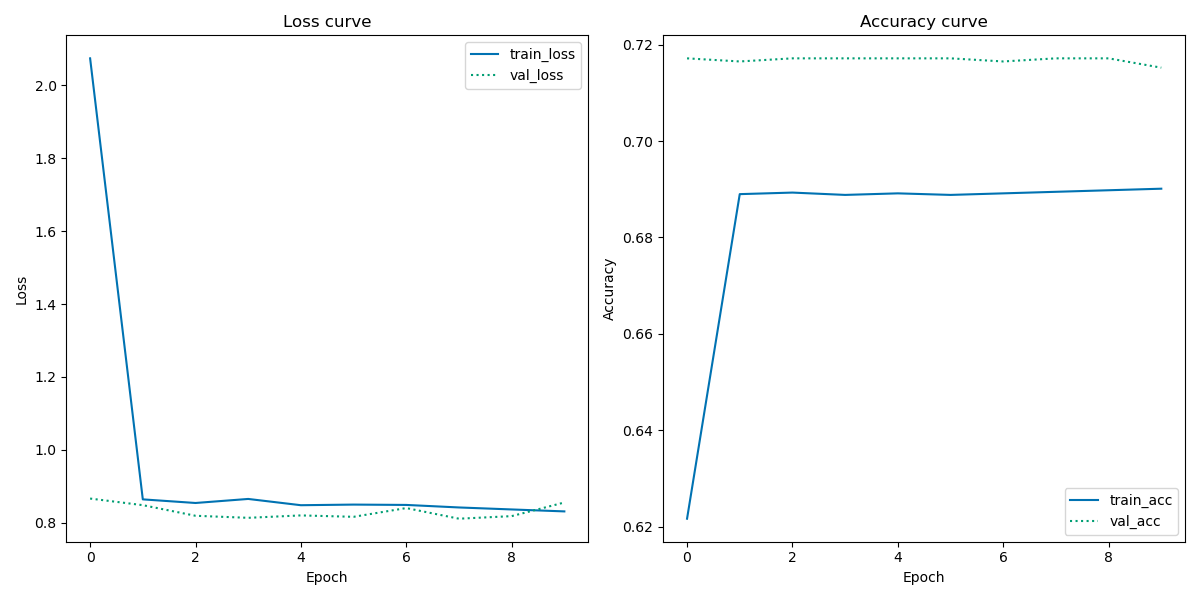 Loss curve
train_loss
val_loss
2.0
1.8
1.6
1.4
1.2
1.0
0.8
Loss
0 2 4 6 8
Epoch
Accuracy curve
0.72
0.70
0.68
0.66
0.64
0.62
Accuracy
train_acc
val_acc
0 2 4 6 8
Epoch